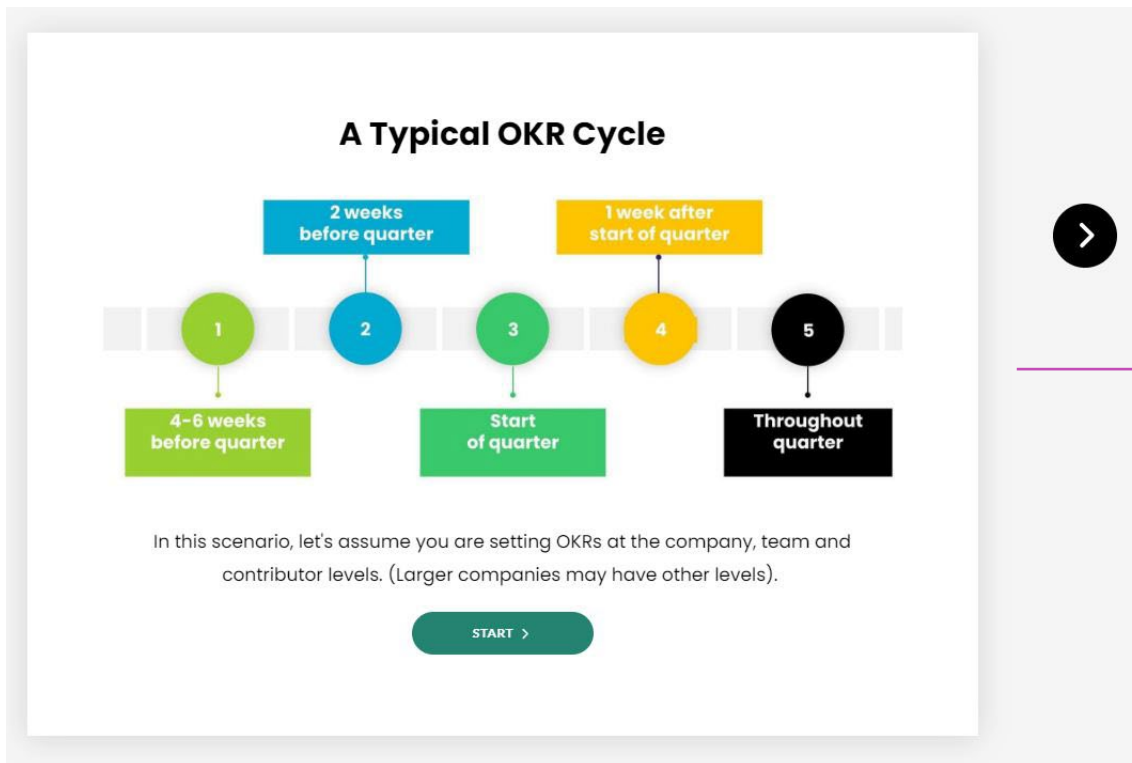 A Typical OKR Cycle
2 weeks
before quarter
1 week after
start of quarter
1
2
3
4
5
4-6 weeks
before quarter
Start
of quarter
Throughout
quarter
In this scenario, let's assume you are setting OKRs at the company, team and
contributor levels. (Larger companies may have other levels).
START